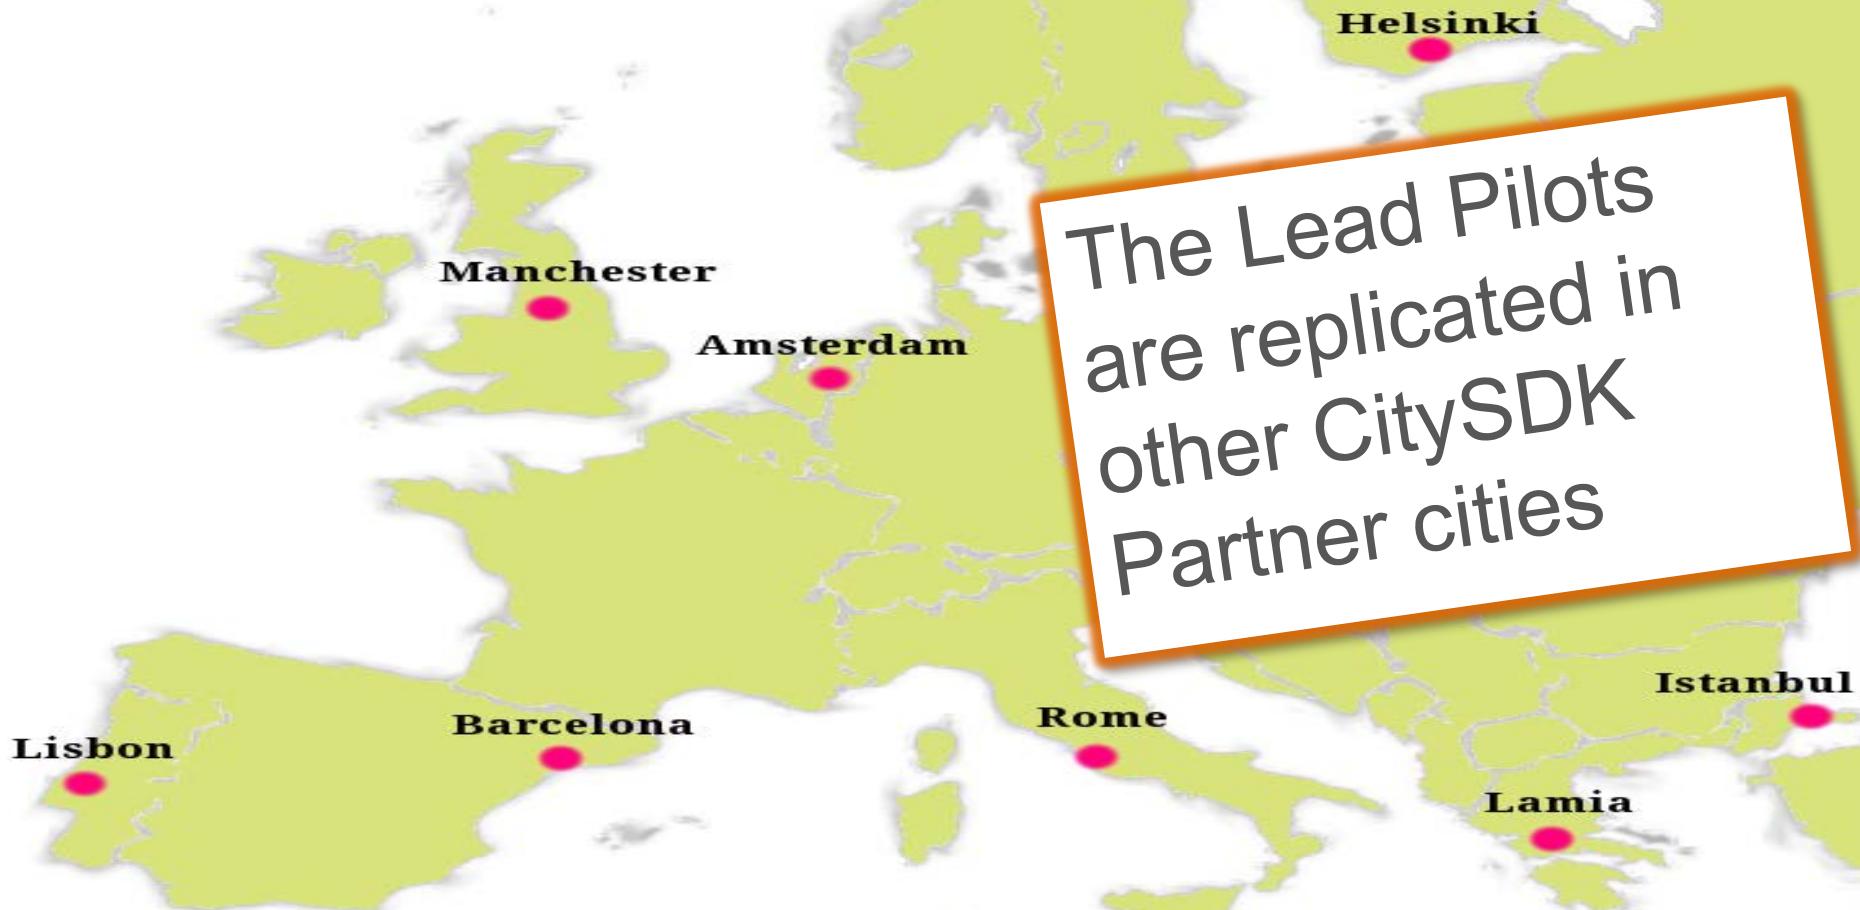 Helsinki
The Lead Pilots
are replicated in
other CitySDK
Partner cities
Manchester
Amsterdam
Istanbul
Barcelona
Rome
Lisbon
Lamia